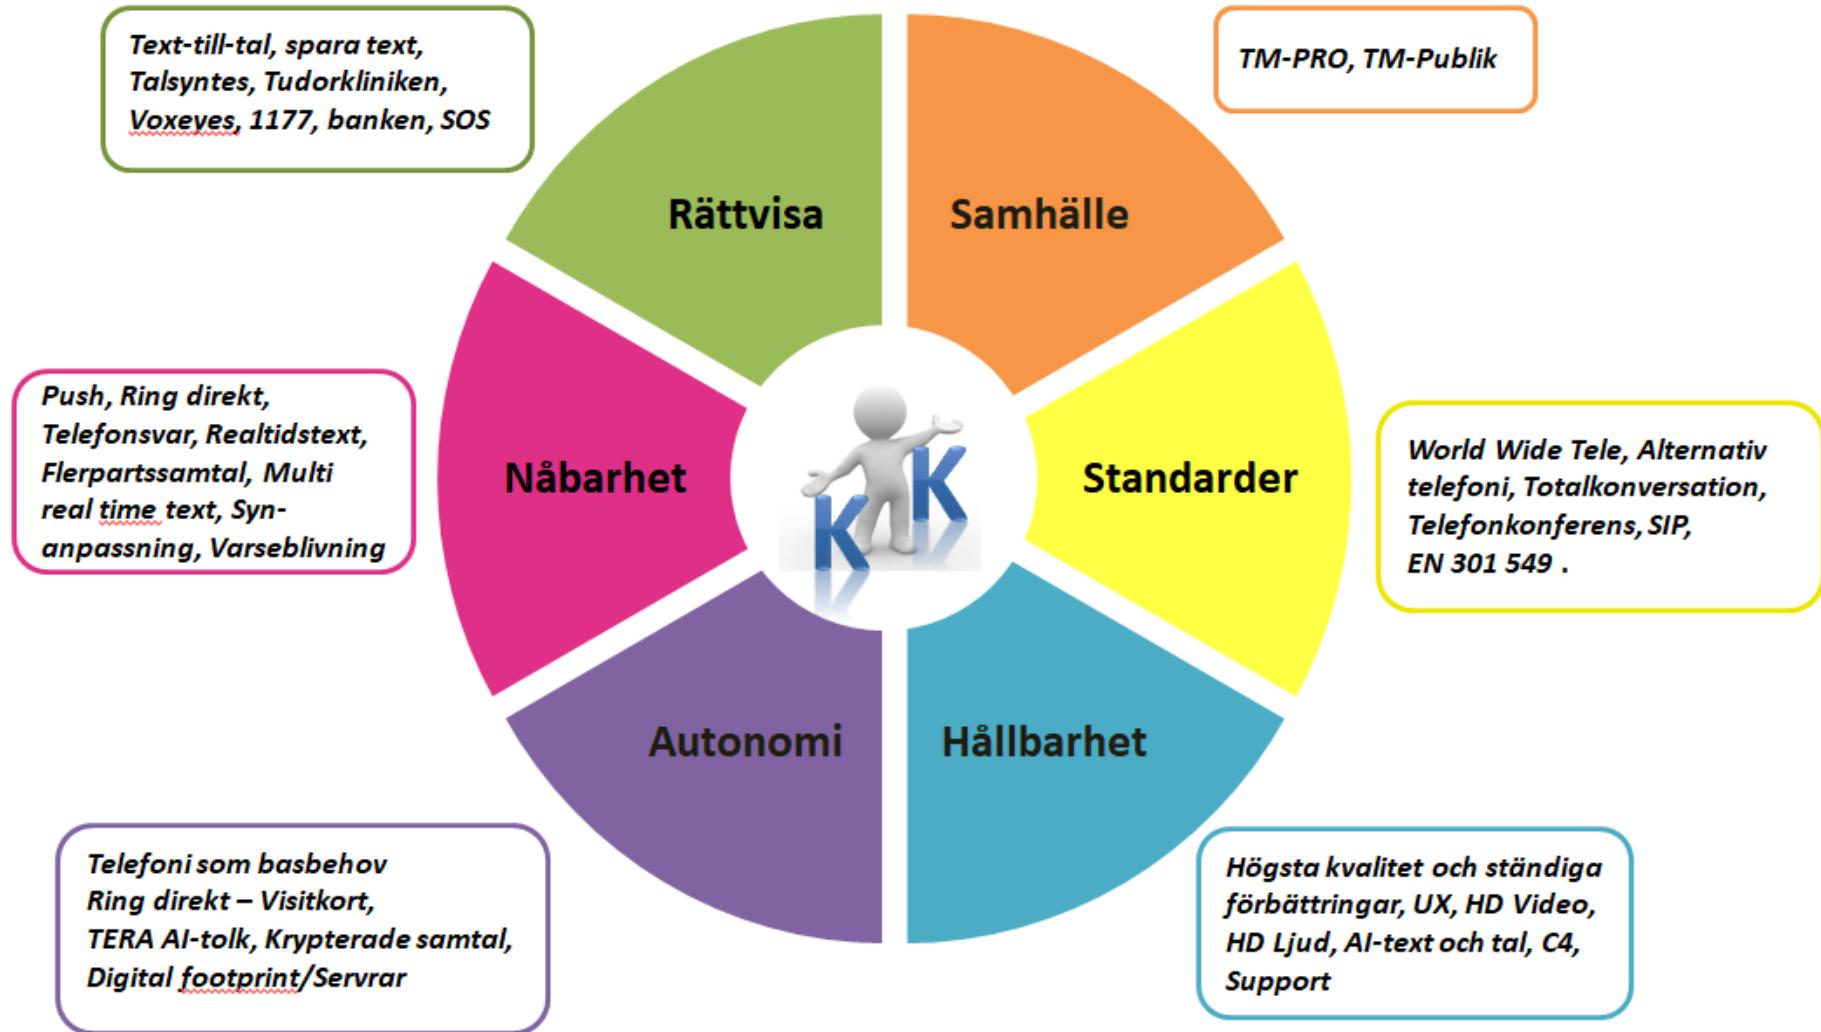 Text-till-tal, spara text,
Talsyntes, Tudorkliniken,
Voxeyes, 1177, banken, SOS
TM-PRO, TM-Publik
Rättvisa
Samhälle
Push, Ring direkt,
Telefonsvar, Realtidstext,
Flerpartssamtal, Multi
real time text, Syn-
anpassning, Varseblivning
Nåbarhet
K
K
Standarder
World Wide Tele, Alternativ
telefoni, Totalkonversation,
Telefonkonferens, SIP,
EN 301 549 .
Autonomi
Hållbarhet
Telefoni som basbehov
Ring direkt – Visitkort,
TERA AI-tolk, Krypterade samtal,
Digital footprint/Servrar
Högsta kvalitet och ständiga
förbättringar, UX, HD Video,
HD Ljud, AI-text och tal, C4,
Support